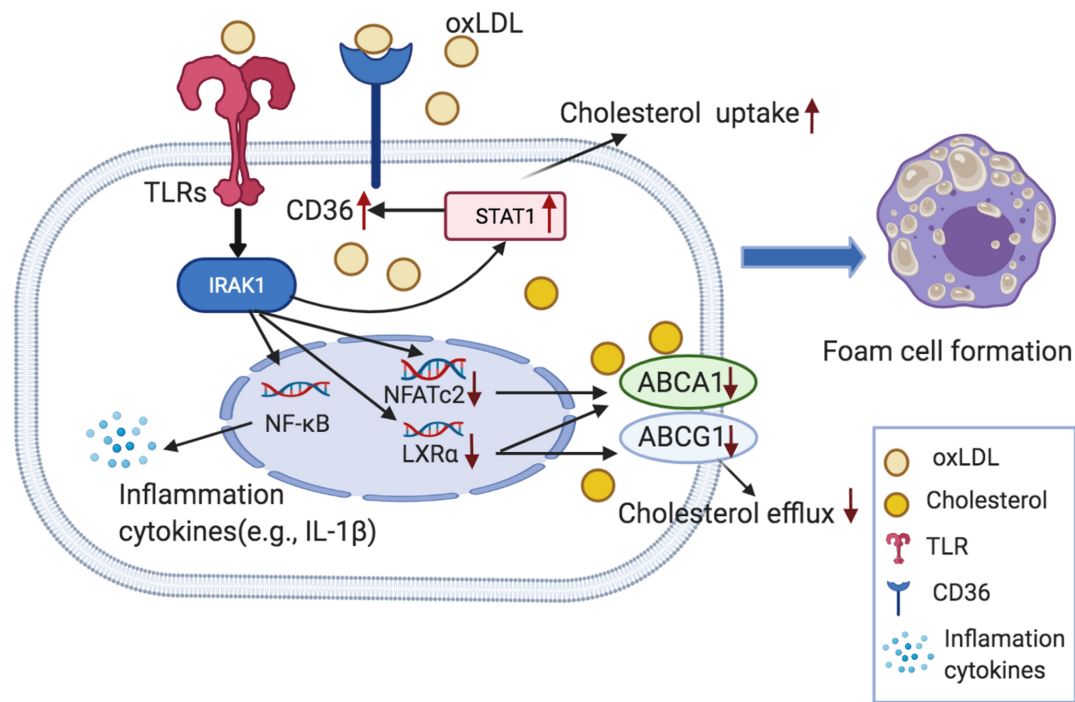 oxLDL
Cholesterol uptake
TLRs
CD36
STAT1
IRAK1
NFATc2
NF-κB
LXRα
ABCA1
ABCG1
Foam cell formation
Inflammation
cytokines(e.g., IL-1β)
Cholesterol efflux
oxLDL
Cholesterol
TLR
CD36
Inflamation
cytokines